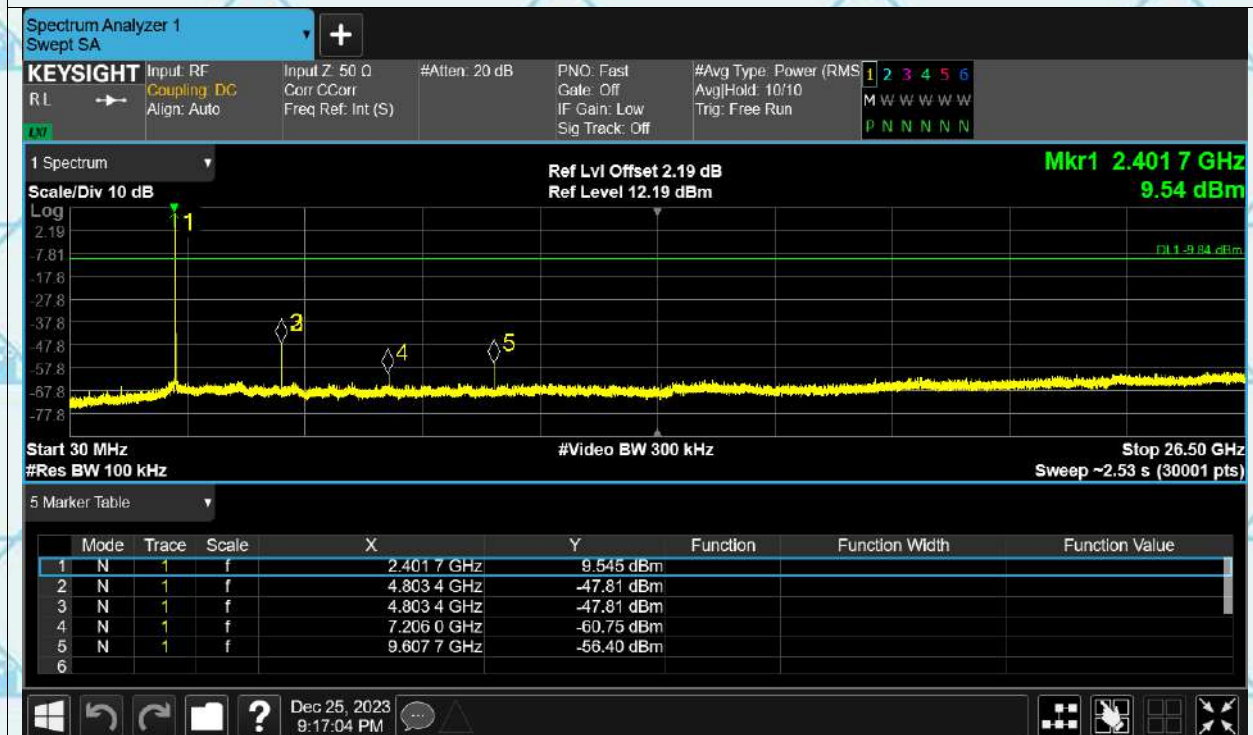 Spectrum Analyzer 1
Swept SA
+
KEYSIGHT Input: RF Input Z: 50 Ω #Atten: 20 dB PNO: Fast #Avg Type: Power (RMS 1 2 3 4 5 6
RL Coupling: DC Corr CCorr Gate: Off Avg|Hold: 10/10 M W W W W W
Align: Auto Freq Ref: Int (S) IF Gain: Low Trig: Free Run
LXI Sig Track: Off P N N N N N
1 Spectrum Ref Lvl Offset 2.19 dB Mkr1 2.401 7 GHz
Scale/Div 10 dB Ref Level 12.19 dBm 9.54 dBm
Log
1
2.19
-7.81 DL1 -9.84 dBm
-17.8
-27.8
-37.8 3
-47.8 4 5
-57.8
-67.8
-77.8
Start 30 MHz #Video BW 300 kHz Stop 26.50 GHz
#Res BW 100 kHz Sweep ~2.53 s (30001 pts)
5 Marker Table
Mode Trace Scale X Y Function Function Width Function Value
1 N 1 f 2.401 7 GHz 9.545 dBm
2 N 1 f 4.803 4 GHz -47.81 dBm
3 N 1 f 4.803 4 GHz -47.81 dBm
4 N 1 f 7.206 0 GHz -60.75 dBm
5 N 1 f 9.607 7 GHz -56.40 dBm
6
? Dec 25, 2023
9:17:04 PM